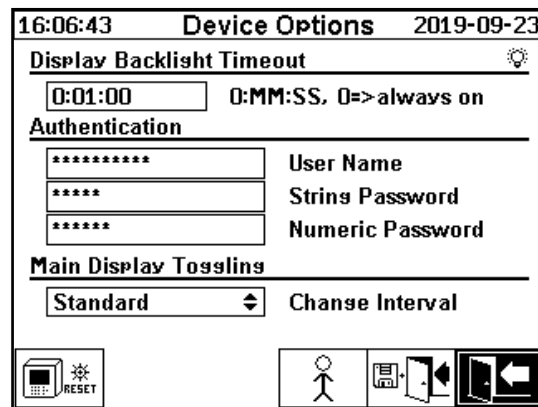 16:06:43 Device Options 2019-09-23
Display Backlight Timeout
0:01:00 0:MM:SS, 0=>always on
Authentication
********** User Name
***** String Password
****** Numeric Password
Main Display Toggling
Standard Change Interval
RESET